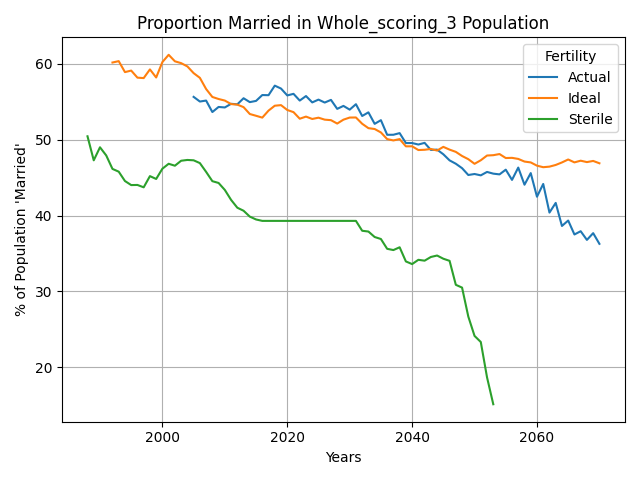 Proportion Married in Whole_scoring_3 Population
Fertility
Actual
Ideal
Sterile
% of Population 'Married'
60
50
40
30
20
2000
2020
2040
2060
Years